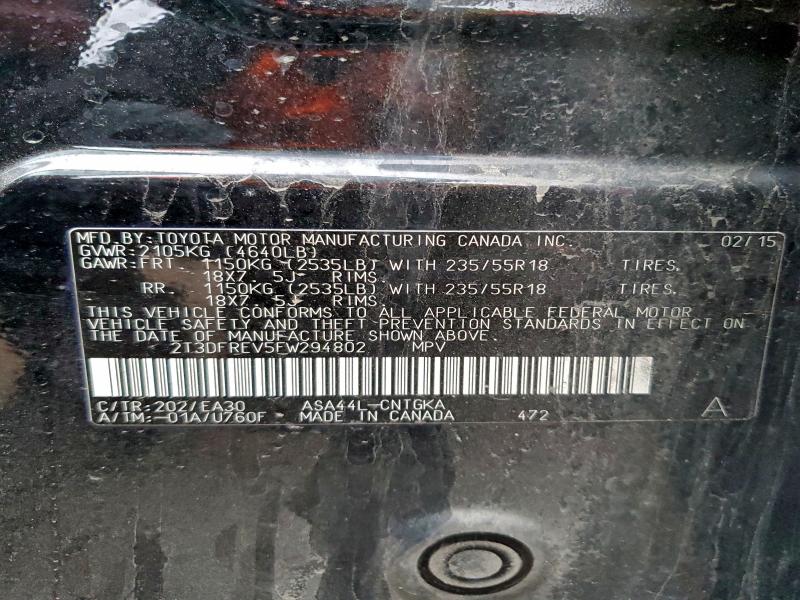 MFD BY: TOYOTA MOTOR MANUFACTURING CANADA INC. 02/15
GVWR: 2105KG (4640LB)
GAWR: FRT 1150KG (2535LB) WITH 235/55R18 TIRES,
18X7 5J RIMS.
RR 1150KG (2535LB) WITH 235/55R18 TIRES,
18X7 5J RIMS.
THIS VEHICLE CONFORMS TO ALL APPLICABLE FEDERAL MOTOR
VEHICLE SAFETY AND THEFT PREVENTION STANDARDS IN EFFECT ON
THE DATE OF MANUFACTURE SHOWN ABOVE.
2T3DFREV5FW294802 MPV
C/TR: 202/EA30 ASA44L-CNTGKA
A/TM: -01A/U760F MADE IN CANADA 472 A